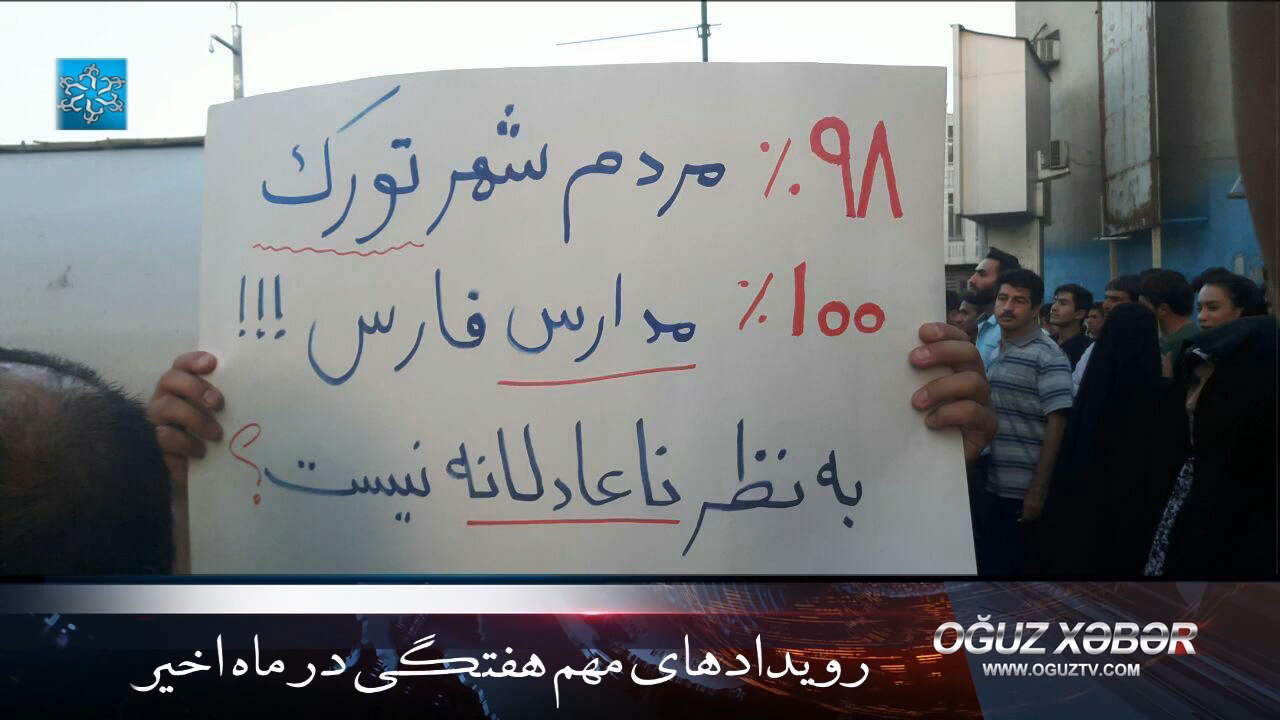 ٪۹۸ مردم شهر تورک
٪۱۰۰ مدارس فارس !!!
به نظر ناعادلانه نیست؟
OĞUZ XƏBƏR
WWW.OGUZTV.COM
رویدادهای مهم هفتگی در ماه اخیر